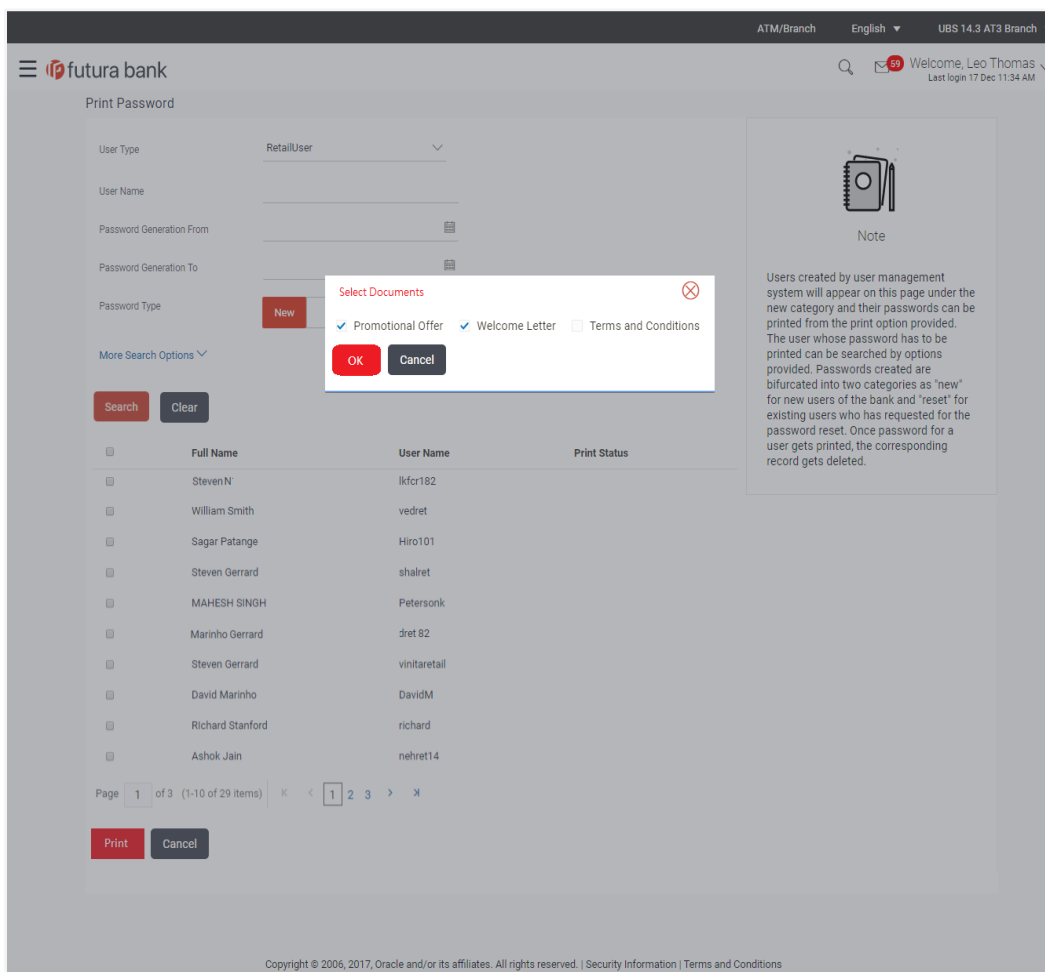 ATM/Branch English UBS 14.3 AT3 Branch
futura bank
59 Welcome, Leo Thomas
Last login 17 Dec 11:34 AM
Print Password
User Type RetailUser
User Name
Password Generation From
Password Generation To
Password Type New
More Search Options
Search Clear
Select Documents
Promotional Offer Welcome Letter Terms and Conditions
OK Cancel
Note
Users created by user management
system will appear on this page under the
new category and their passwords can be
printed from the print option provided.
The user whose password has to be
printed can be searched by options
provided. Passwords created are
bifurcated into two categories as "new"
for new users of the bank and "reset" for
existing users who has requested for the
password reset. Once password for a
user gets printed, the corresponding
record gets deleted.
Full Name User Name Print Status
Steven N lkfcr182
William Smith vedret
Sagar Patange Hiro101
Steven Gerrard shalret
MAHESH SINGH Petersonk
Marinho Gerrard dret 82
Steven Gerrard vinitaretail
David Marinho DavidM
RIchard Stanford richard
Ashok Jain nehret14
Page 1 of 3 (1-10 of 29 items) K < 1 2 3 > X
Print Cancel
Copyright © 2006, 2017, Oracle and/or its affiliates. All rights reserved. | Security Information | Terms and Conditions